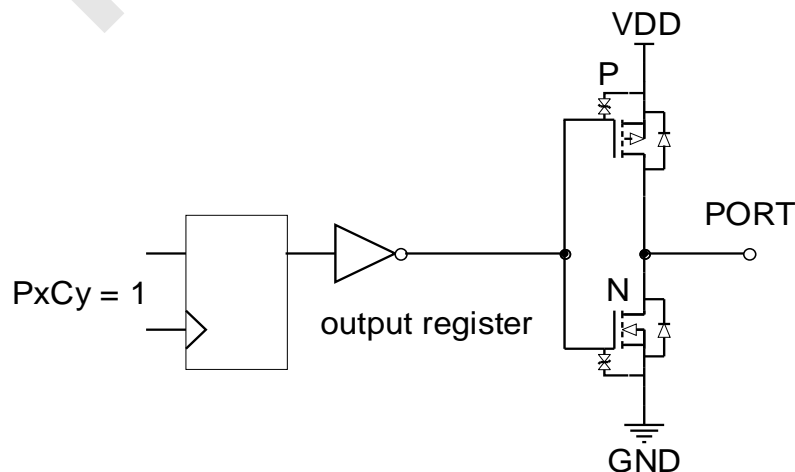 VDD
P
PORT
PxCy = 1
N
output register
GND